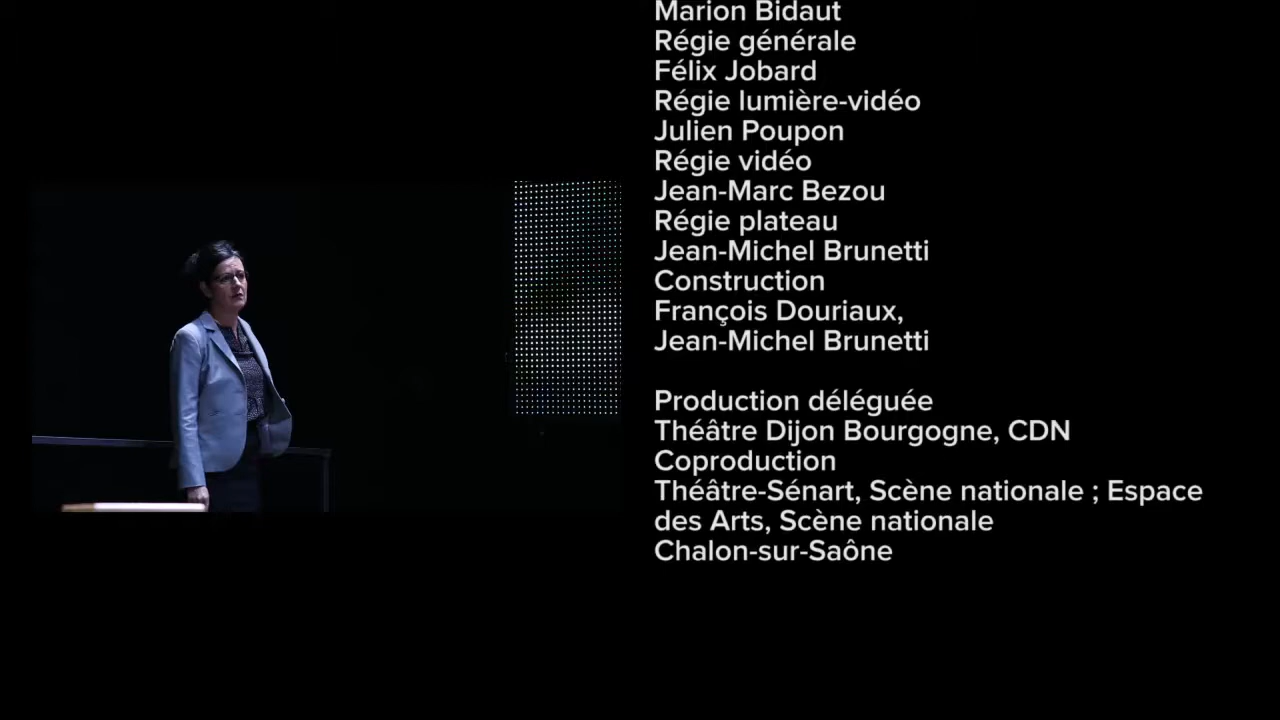 Marion Bidaut
Régie générale
Félix Jobard
Régie lumière-vidéo
Julien Poupon
Régie vidéo
Jean-Marc Bezou
Régie plateau
Jean-Michel Brunetti
Construction
François Douriaux,
Jean-Michel Brunetti
Production déléguée
Théâtre Dijon Bourgogne, CDN
Coproduction
Théâtre-Sénart, Scène nationale ; Espace
des Arts, Scène nationale
Chalon-sur-Saône